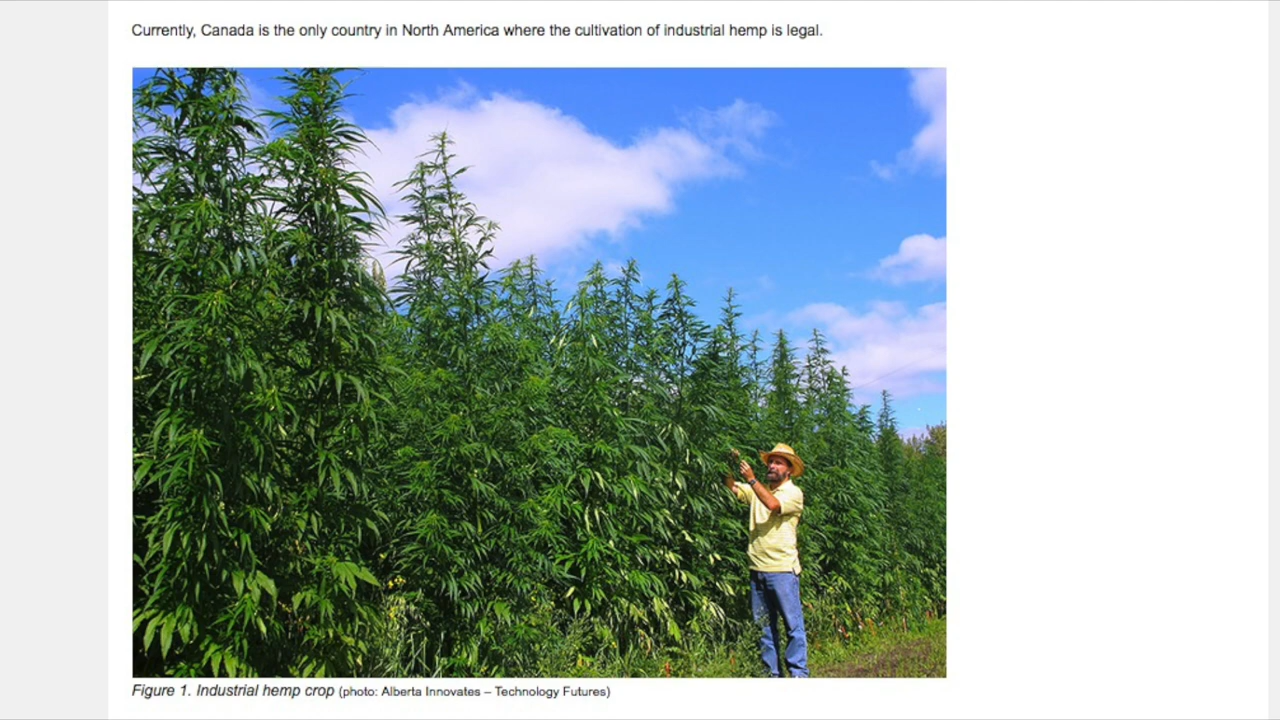 Currently, Canada is the only country in North America where the cultivation of industrial hemp is legal.
Figure 1. Industrial hemp crop (photo: Alberta Innovates – Technology Futures)